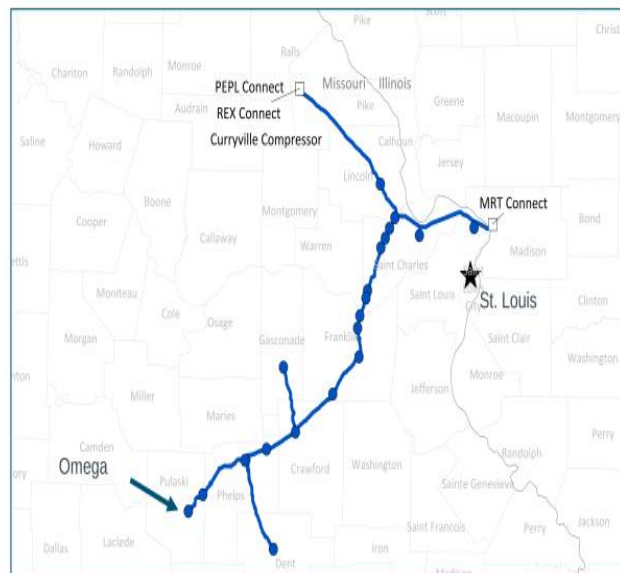 Pike
Ralls
Monroe
Randolph
Chariton
PEPL Connect
Missouri
Illinois
Audrain
REX Connect
Pike
Greene
Macoupin
Montgomery
Saline
Curryville Compressor
Calhoun
Howard
Jersey
Lincoln
MRT Connect
Boone
Montgomery
Bond
Cooper
Callaway
Warren
Madison
ettis
Saint Charles
Moniteau
Saint Louis
St. Louis
Cole
Clinton
Osage
Morgan
Gasconade
Franklin
Saint Clair
Washington
nton
Monroe
Miller
Jefferson
Maries
Perry
Camden
Randolph
Omega
Pulaski
Crawford
Washington
ory
Phelps
Sainte Genevieve
Saint Francois
Perry
Jackson
Dallas
Laclede
Iron
Dent